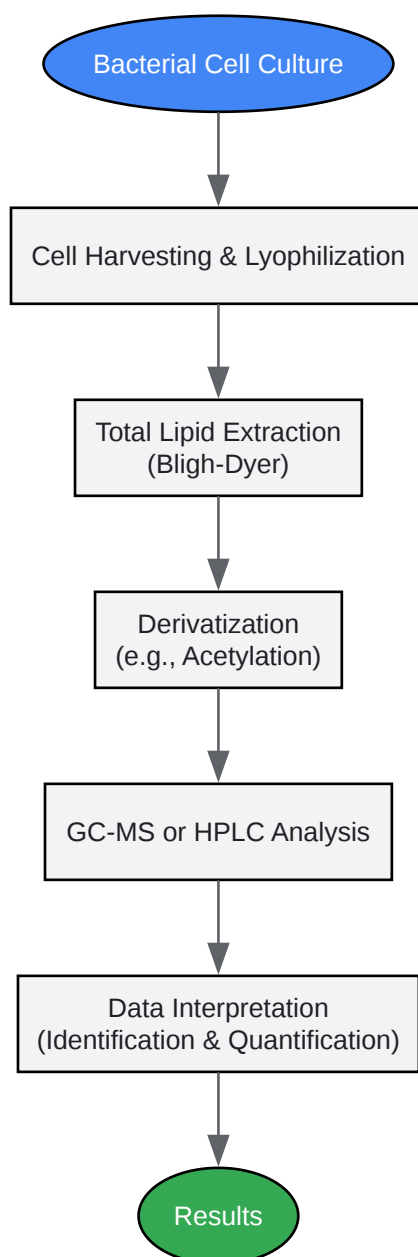 Bacterial Cell Culture
Cell Harvesting & Lyophilization
Total Lipid Extraction
(Bligh-Dyer)
Derivatization
(e.g., Acetylation)
GC-MS or HPLC Analysis
Data Interpretation
(Identification & Quantification)
Results